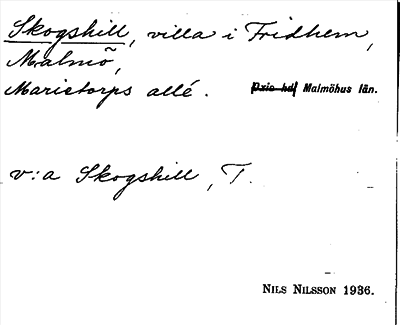 Skogshill, villa i Fridhem,
Malmö,
Marietorps allé. Oxie hd Malmöhus län.
v:a Skogshill, T.
NILS NILSSON 1936.